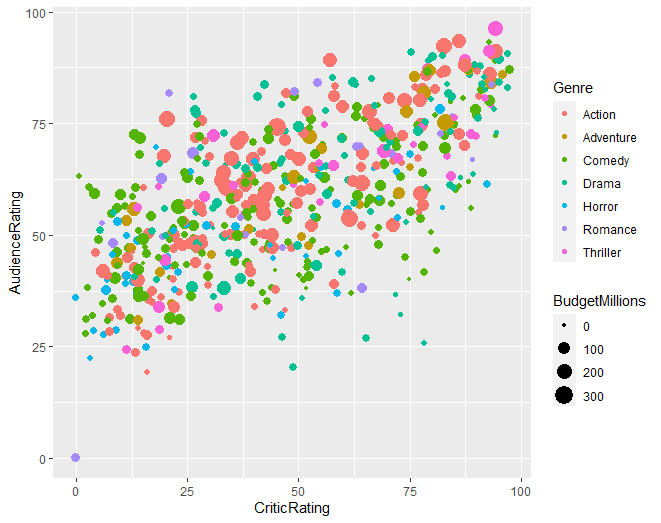 100
75
50
25
0
AudienceRating
0
25
50
75
100
CriticRating
Genre
Action
Adventure
Comedy
Drama
Horror
Romance
Thriller
BudgetMillions
0
100
200
300